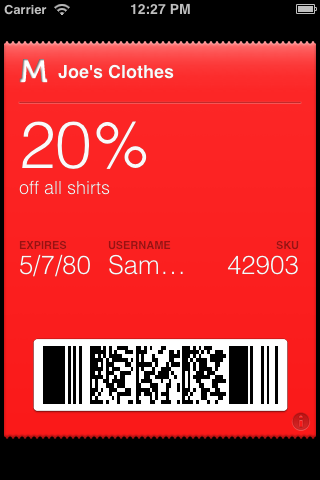 Carrier 12:27 PM
M Joe's Clothes
20%
off all shirts
EXPIRES USERNAME SKU
5/7/80 Sam… 42903